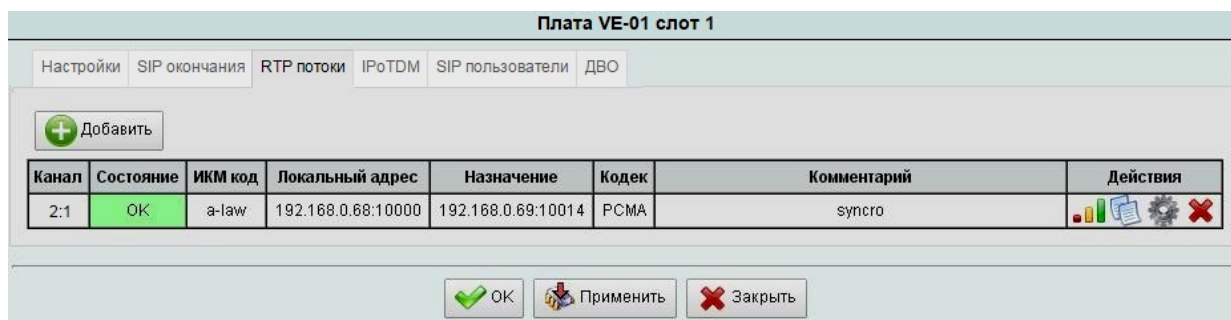 Плата VE-01 слот 1
Настройки SIP окончания RTP потоки IPoTDM SIP пользователи ДВО
Добавить
Канал Состояние ИКМ код Локальный адрес Назначение Кодек Комментарий Действия
2:1 OK a-law 192.168.0.68:10000 192.168.0.69:10014 PCMA syncro
OK Применить Закрыть